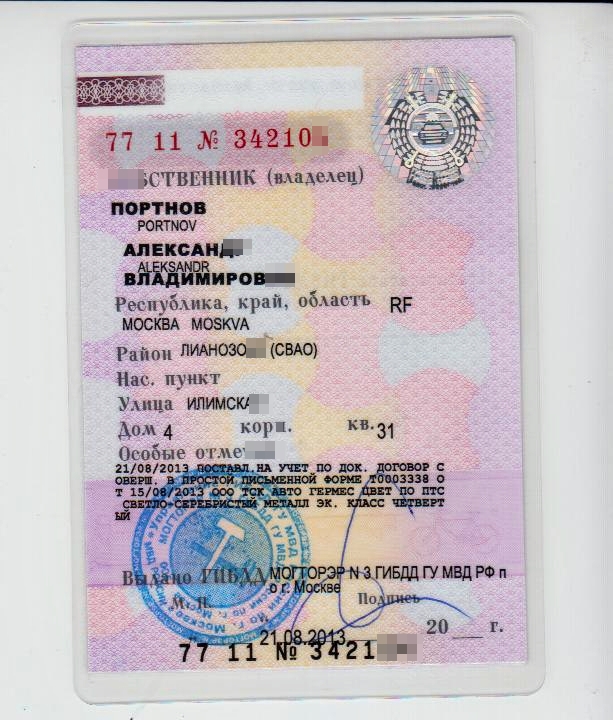 77 11 № 34210
СТВЕННИК (владелец)
ПОРТНОВ
PORTNOV
АЛЕКСАНД
ALEKSANDR
ВЛАДИМИРОВ
Республика, край, область RF
МОСКВА MOSKVA
Район ЛИАНОЗО (СВАО)
Нас. пункт
Улица ИЛИМСКА
Дом 4 корп. кв. 31
Особые отме
21/08/2013 ПОСТАВЛ.НА УЧЕТ ПО ДОК. ДОГОВОР С
ОВЕРШ. В ПРОСТОЙ ПИСЬМЕННОЙ ФОРМЕ Т0003338 О
Т 15/08/2013 ООО ТСК АВТО ГЕРМЕС ЦВЕТ ПО ПТС
СВЕТЛО-СЕРЕБРИСТЫЙ МЕТАЛЛ ЭК. КЛАСС ЧЕТВЕРТ
ЫЙ
Выдано ГИБДД МОГТОРЭР N 3 ГИБДД ГУ МВД РФ п
о г. Москве
М. П. Подпись
21.08.2013 20 г.
77 11 № 3421